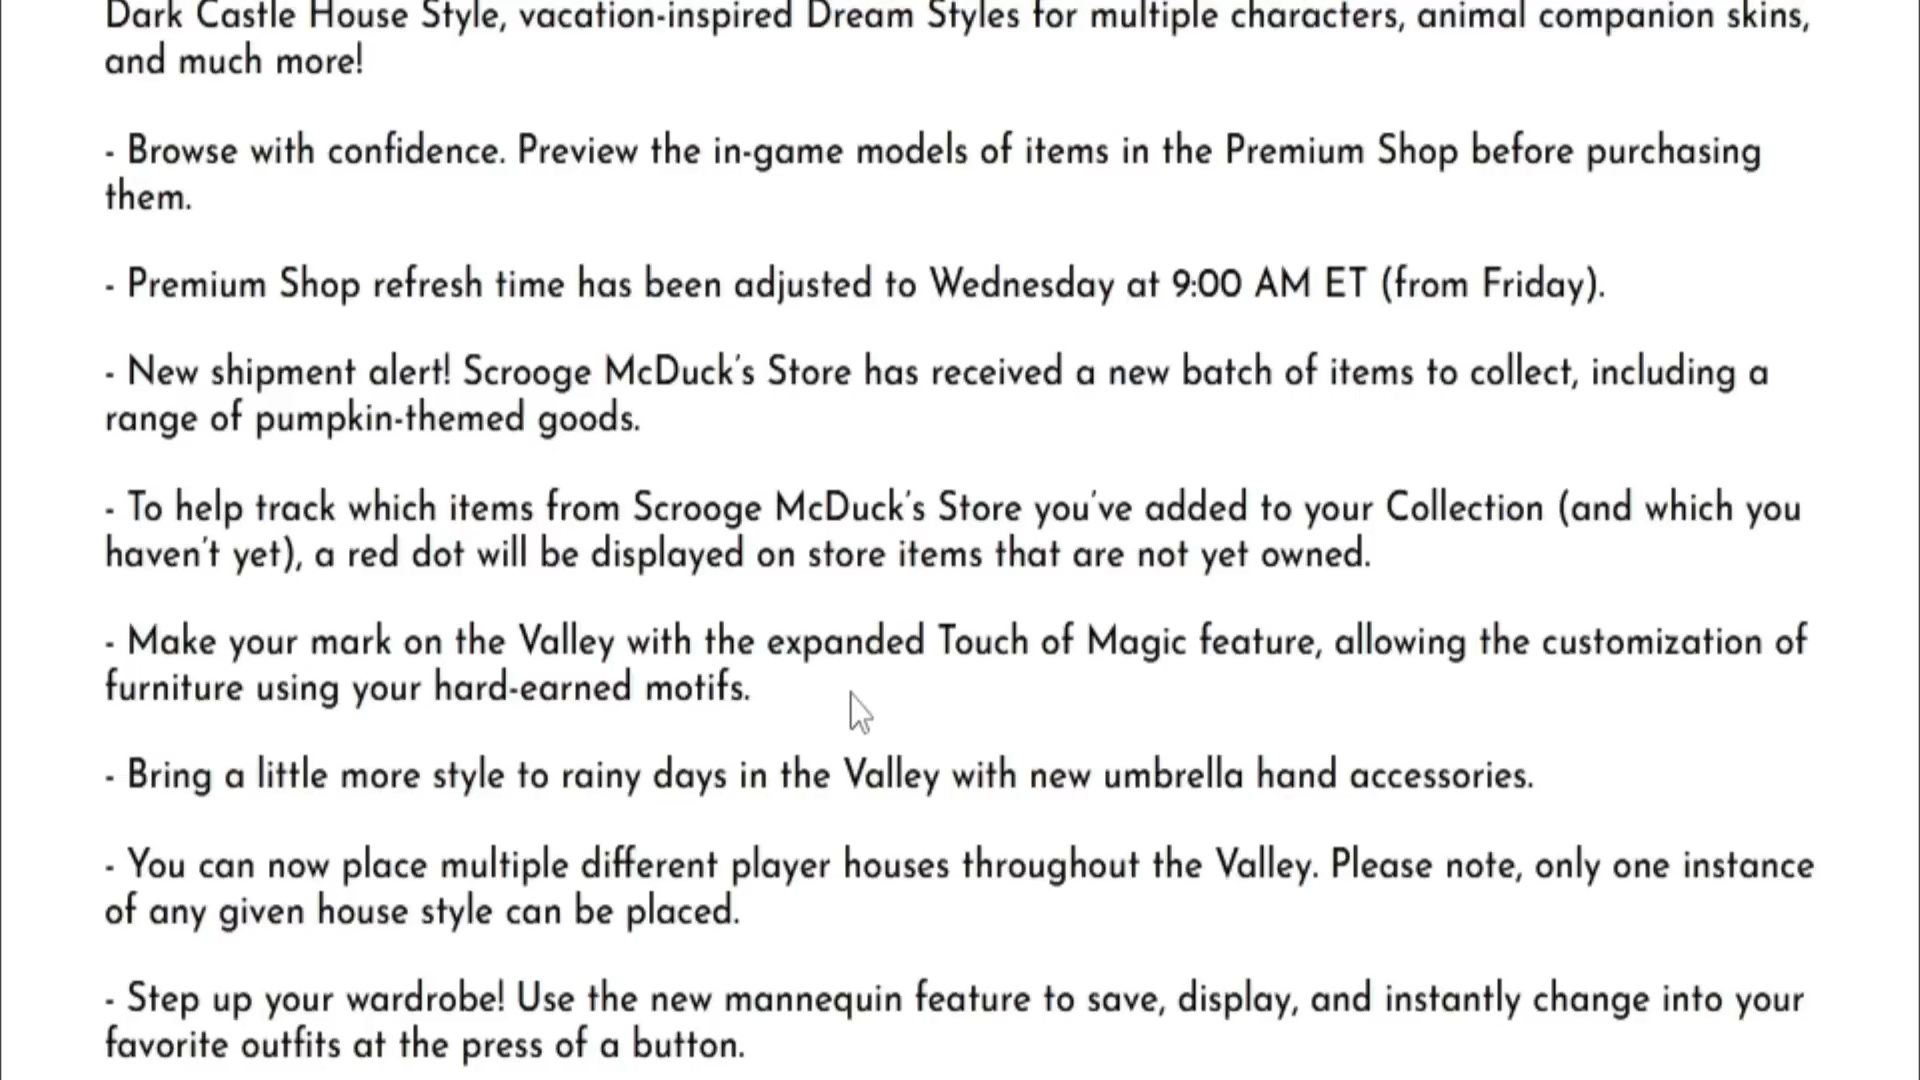 Dark Castle House Style, vacation-inspired Dream Styles for multiple characters, animal companion skins,
and much more!
- Browse with confidence. Preview the in-game models of items in the Premium Shop before purchasing
them.
- Premium Shop refresh time has been adjusted to Wednesday at 9:00 AM ET (from Friday).
- New shipment alert! Scrooge McDuck's Store has received a new batch of items to collect, including a
range of pumpkin-themed goods.
- To help track which items from Scrooge McDuck's Store you've added to your Collection (and which you
haven't yet), a red dot will be displayed on store items that are not yet owned.
- Make your mark on the Valley with the expanded Touch of Magic feature, allowing the customization of
furniture using your hard-earned motifs.
- Bring a little more style to rainy days in the Valley with new umbrella hand accessories.
- You can now place multiple different player houses throughout the Valley. Please note, only one instance
of any given house style can be placed.
- Step up your wardrobe! Use the new mannequin feature to save, display, and instantly change into your
favorite outfits at the press of a button.